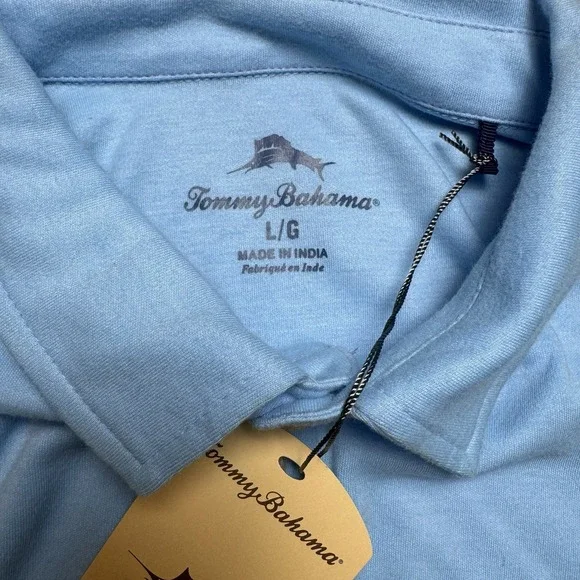 Tommy Bahama®
L/G
MADE IN INDIA
Fabriqué en Inde
Tommy Bahama®